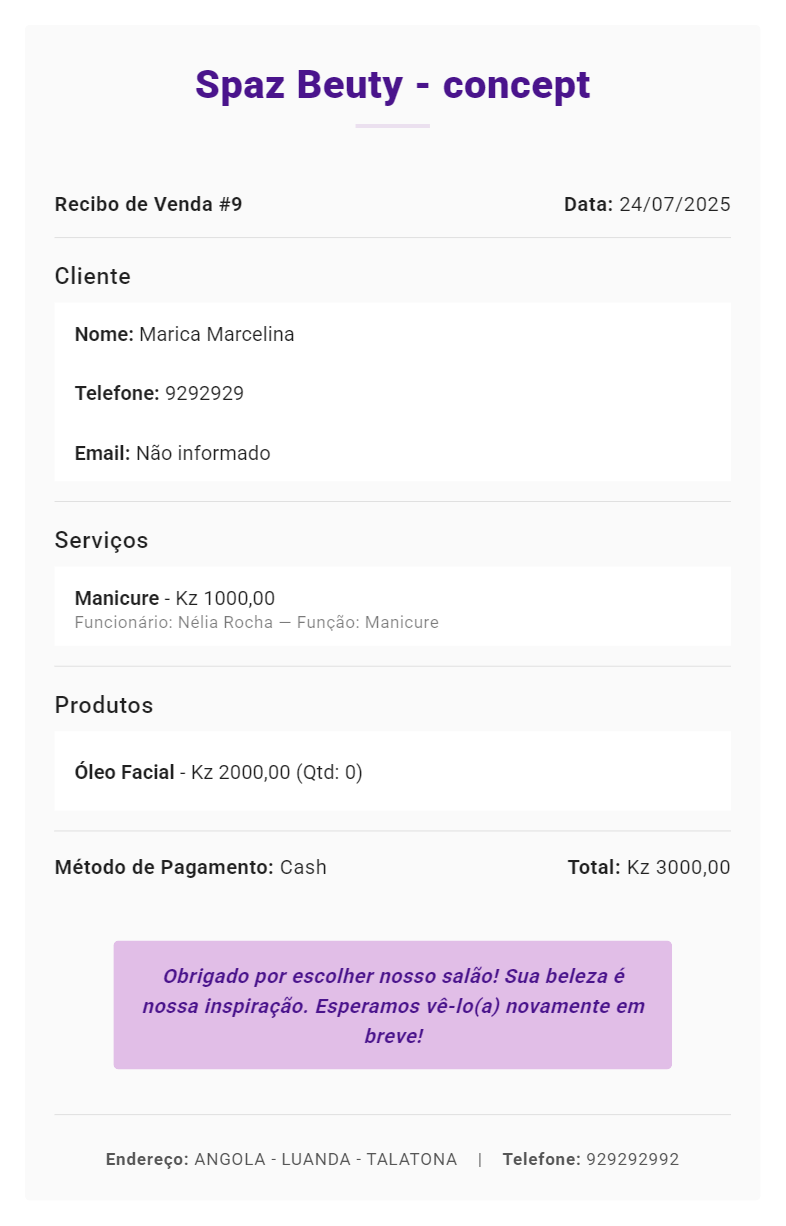 Spaz Beuty - concept
Recibo de Venda #9 Data: 24/07/2025
Cliente
Nome: Marica Marcelina
Telefone: 9292929
Email: Não informado
Serviços
Manicure - Kz 1000,00
Funcionário: Nélia Rocha — Função: Manicure
Produtos
Óleo Facial - Kz 2000,00 (Qtd: 0)
Método de Pagamento: Cash Total: Kz 3000,00
Obrigado por escolher nosso salão! Sua beleza é
nossa inspiração. Esperamos vê-lo(a) novamente em
breve!
Endereço: ANGOLA - LUANDA - TALATONA | Telefone: 929292992